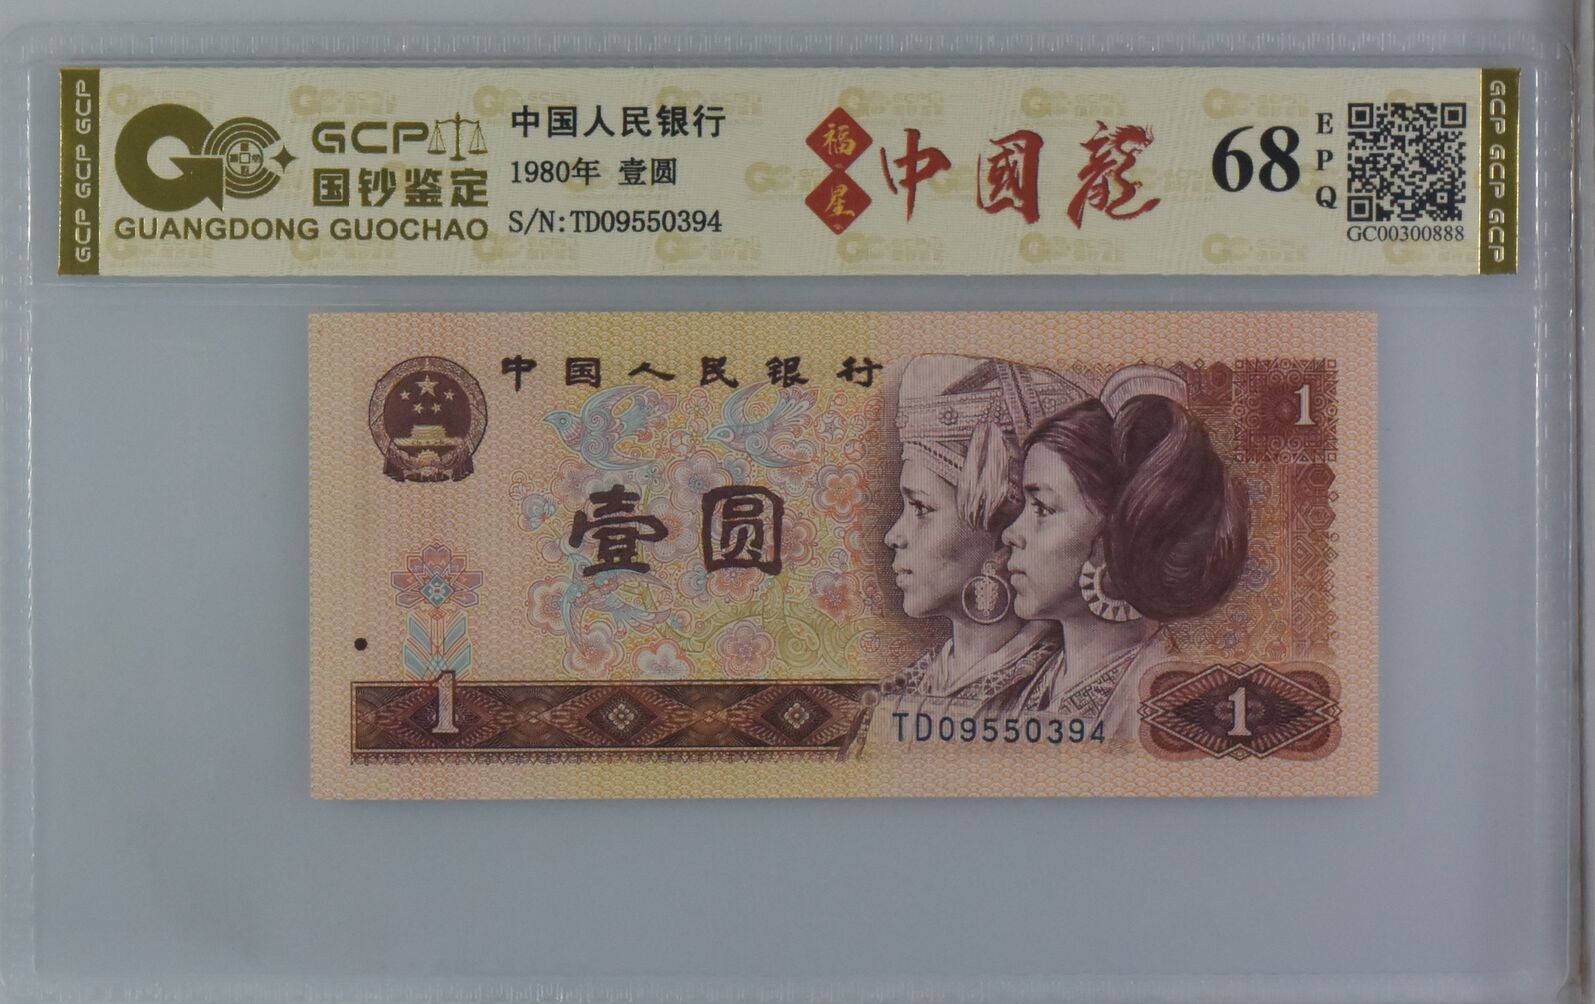 GCP GCP GCP
GCP
国钞鉴定
GUANGDONG GUOCHAO
中国人民银行
1980年 壹圆
S/N:TD09550394
福星
中國龍
68
EPQ
GC00300888
GCP GCP GCP
中国人民银行
1
壹圆
1
TD09550394
1